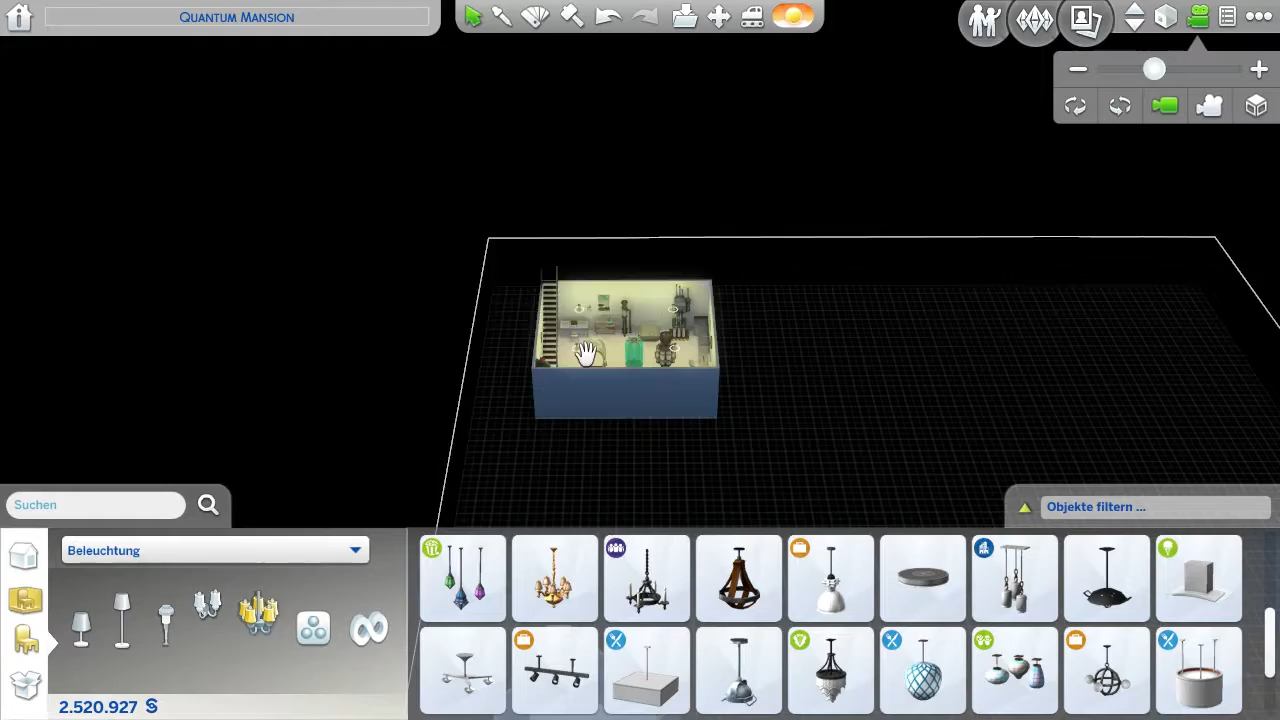 QUANTUM MANSION
Suchen
Objekte filtern ...
Beleuchtung
2.520.927 §